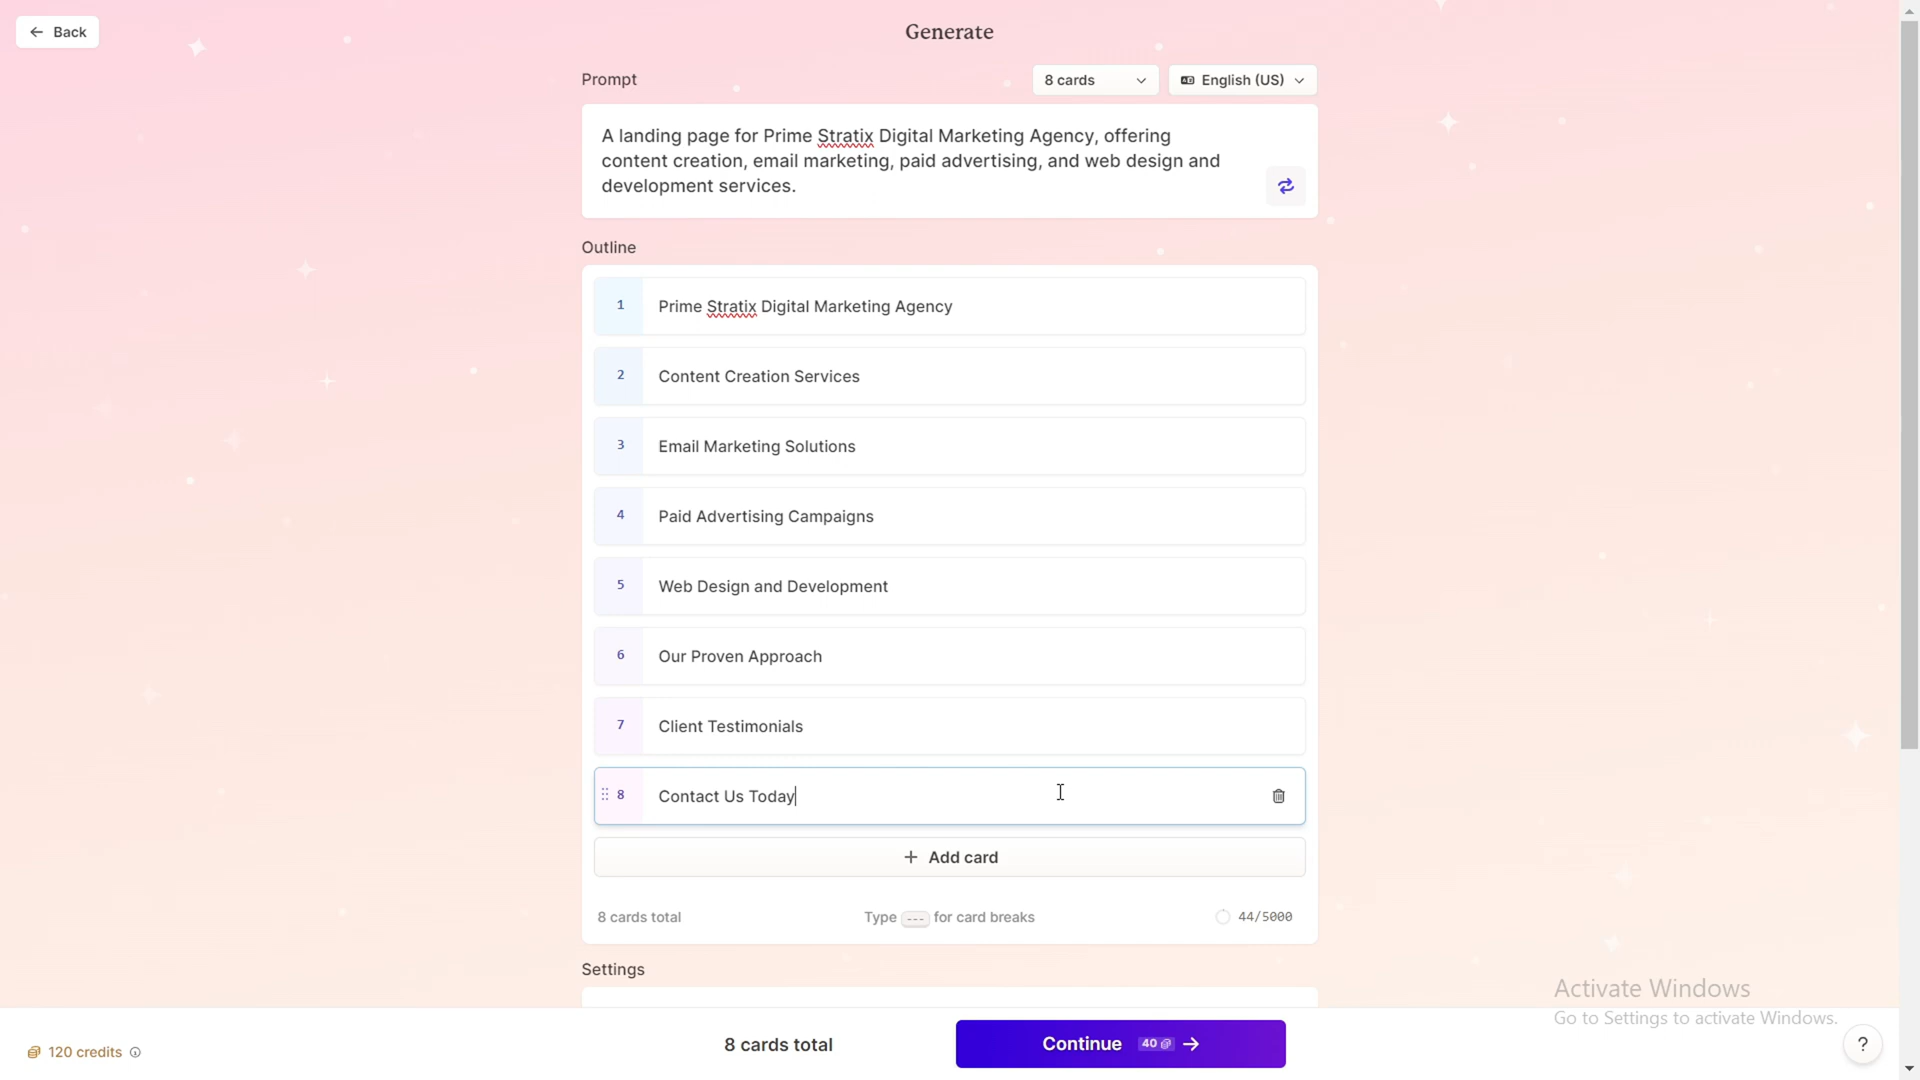 Back
Generate
Prompt
8 cards
English (US)
A landing page for Prime Stratix Digital Marketing Agency, offering
content creation, email marketing, paid advertising, and web design and
development services.
Outline
1 Prime Stratix Digital Marketing Agency
2 Content Creation Services
3 Email Marketing Solutions
4 Paid Advertising Campaigns
5 Web Design and Development
6 Our Proven Approach
7 Client Testimonials
8 Contact Us Today
+ Add card
8 cards total
Type --- for card breaks
44/5000
Settings
Activate Windows
Go to Settings to activate Windows.
120 credits
8 cards total
Continue 40
?